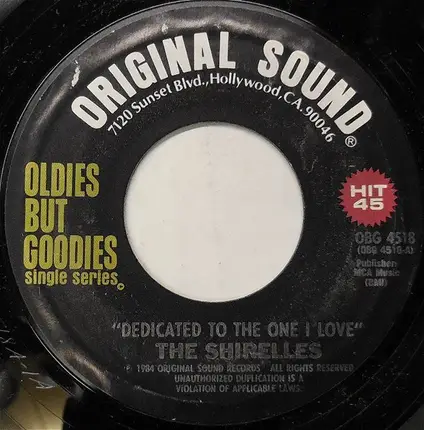 ORIGINAL SOUND®
7120 Sunset Blvd., Hollywood, CA. 90046
OLDIES
BUT
GOODIES
single series©
HIT
45
OBG 4518
(OBG 4518-A)
Publisher:
MCA Music
(BMI)
"DEDICATED TO THE ONE I LOVE"
THE SHIRELLES
© 1984 ORIGINAL SOUND RECORDS ALL RIGHTS RESERVED
UNAUTHORIZED DUPLICATION IS A
VIOLATION OF APPLICABLE LAWS.